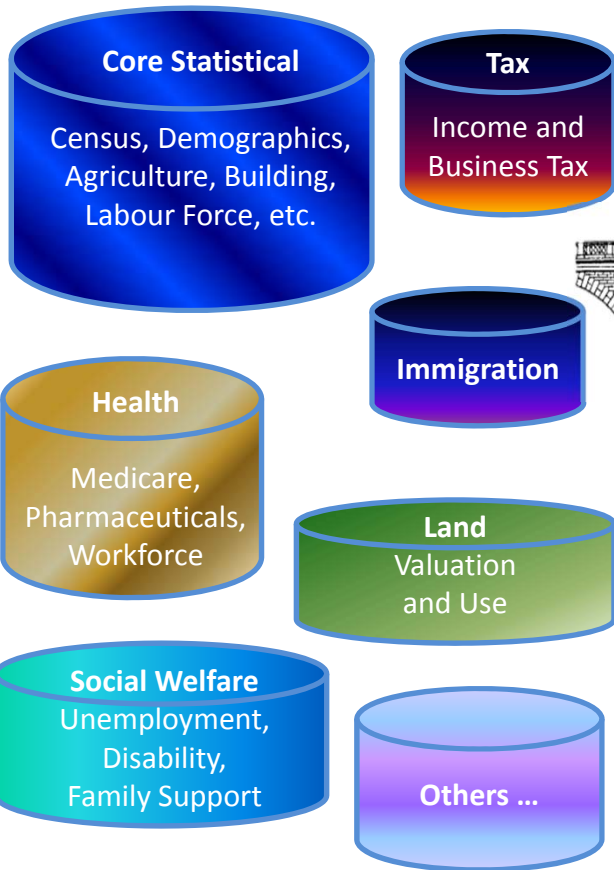 Core Statistical
Census, Demographics,
Agriculture, Building,
Labour Force, etc.
Tax
Income and
Business Tax
Immigration
Health
Medicare,
Pharmaceuticals,
Workforce
Land
Valuation
and Use
Social Welfare
Unemployment,
Disability,
Family Support
Others ...